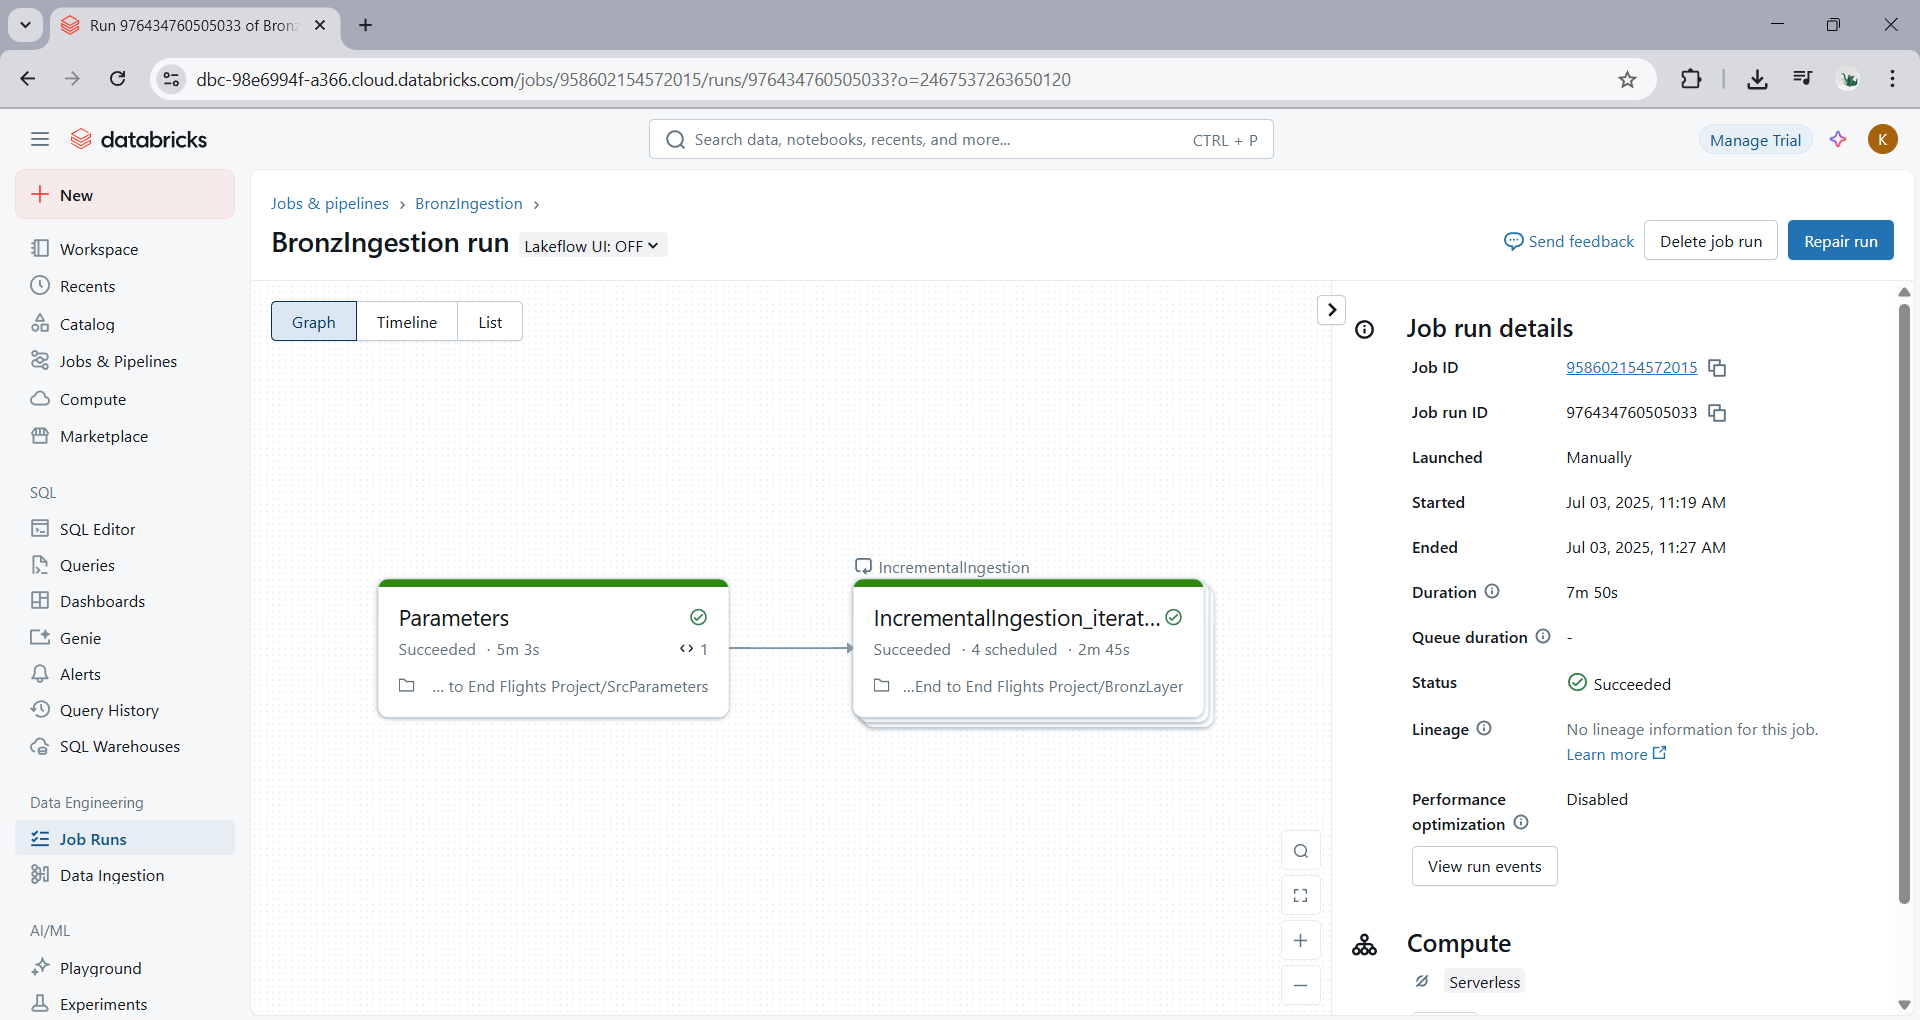 Run 976434760505033 of Bronz
dbc-98e6994f-a366.cloud.databricks.com/jobs/958602154572015/runs/976434760505033?o=2467537263650120
databricks
Search data, notebooks, recents, and more...
CTRL + P
Manage Trial
K
New
Workspace
Recents
Catalog
Jobs & Pipelines
Compute
Marketplace
SQL
SQL Editor
Queries
Dashboards
Genie
Alerts
Query History
SQL Warehouses
Data Engineering
Job Runs
Data Ingestion
AI/ML
Playground
Experiments
Jobs & pipelines > BronzIngestion >
BronzIngestion run
Lakeflow UI: OFF
Send feedback
Delete job run
Repair run
Graph
Timeline
List
Parameters
Succeeded · 5m 3s
1
... to End Flights Project/SrcParameters
IncrementalIngestion
IncrementalIngestion_iterat...
Succeeded · 4 scheduled · 2m 45s
...End to End Flights Project/BronzLayer
Job run details
Job ID
958602154572015
Job run ID
976434760505033
Launched
Manually
Started
Jul 03, 2025, 11:19 AM
Ended
Jul 03, 2025, 11:27 AM
Duration
7m 50s
Queue duration
-
Status
Succeeded
Lineage
No lineage information for this job.
Learn more
Performance
optimization
Disabled
View run events
Compute
Serverless